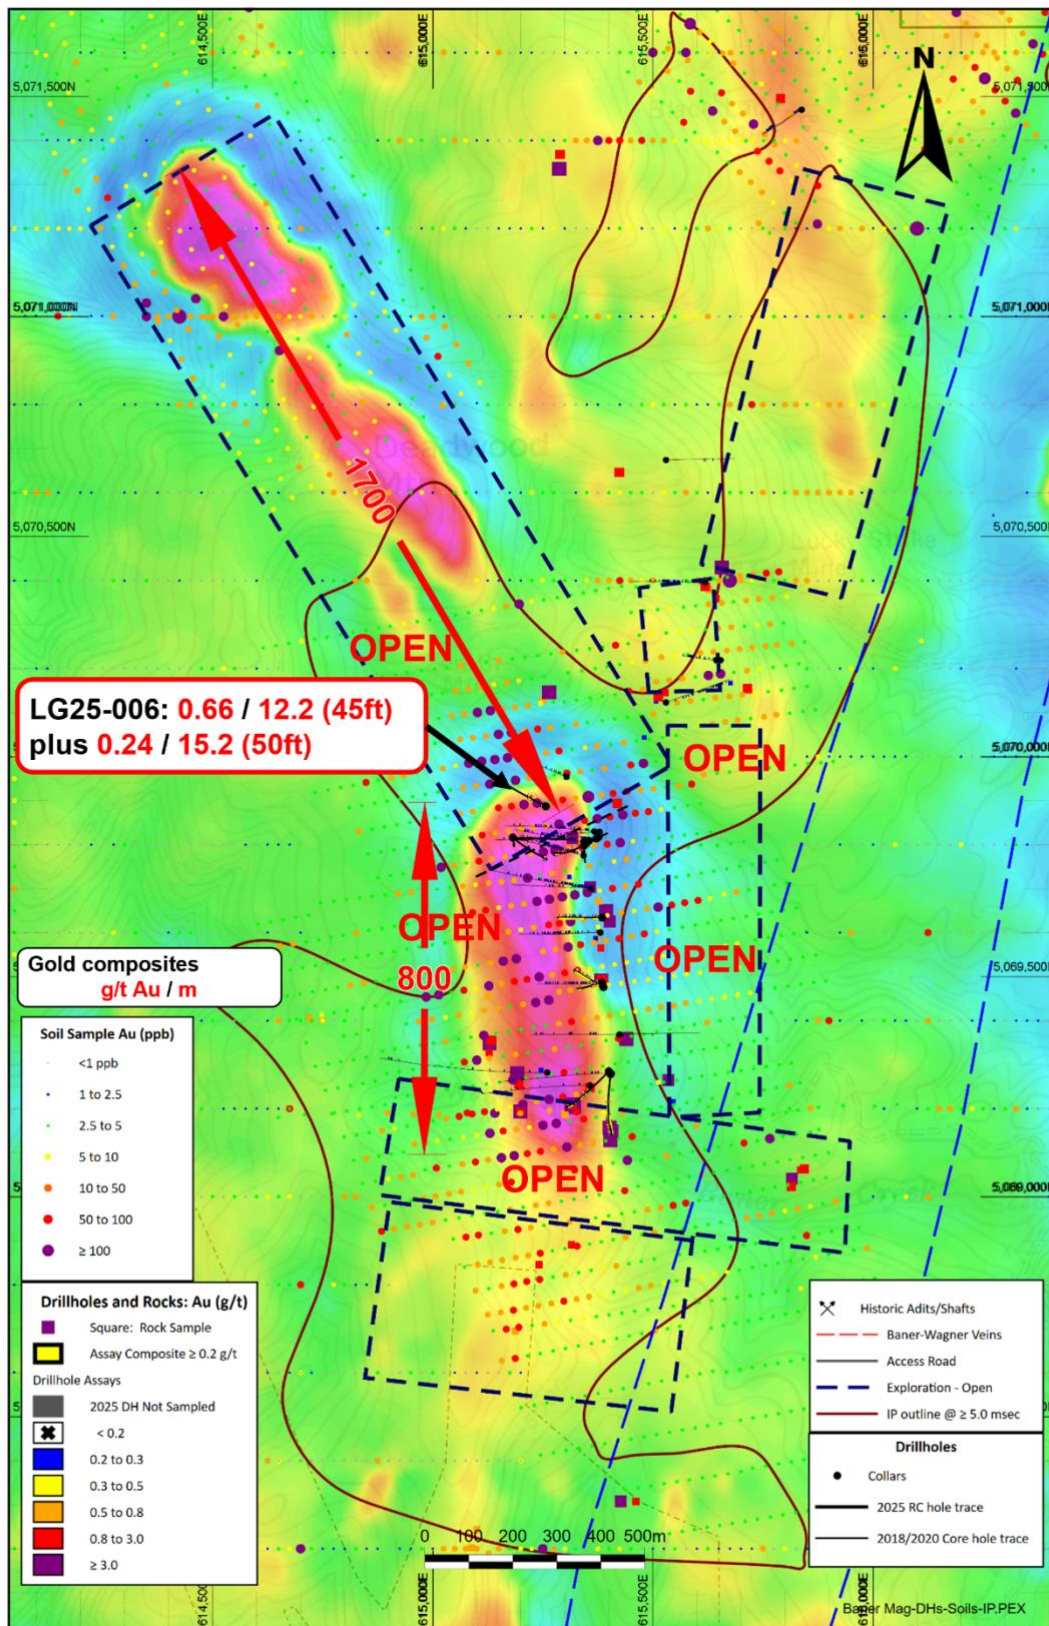 614,500
615,000E
615,500
616,000E
N
5,071,500N
5,071,500N
5,071,000N
5,071,000N
Deadwood
1700
5,070,500N
5,070,500N
OPEN
LG25-006: 0.66 / 12.2 (45ft)
plus 0.24 / 15.2 (50ft)
OPEN
5,070,000N
OPEN
OPEN
800
5,069,500N
Gold composites
g/t Au / m
Soil Sample Au (ppb)
<1 ppb
1 to 2.5
2.5 to 5
5 to 10
10 to 50
50 to 100
≥ 100
OPEN
Creek
5,069,000N
Drillholes and Rocks: Au (g/t)
Square: Rock Sample
Assay Composite ≥ 0.2 g/t
Drillhole Assays
2025 DH Not Sampled
< 0.2
0.2 to 0.3
0.3 to 0.5
0.5 to 0.8
0.8 to 3.0
≥ 3.0
Historic Adits/Shafts
Baner-Wagner Veins
Access Road
Exploration - Open
IP outline @ ≥ 5.0 msec
Drillholes
Collars
2025 RC hole trace
2018/2020 Core hole trace
0 100 200 300 400 500m
614,500
615,000E
615,500
616,000E
Baner Mag-DHs-Soils-IP.PEX